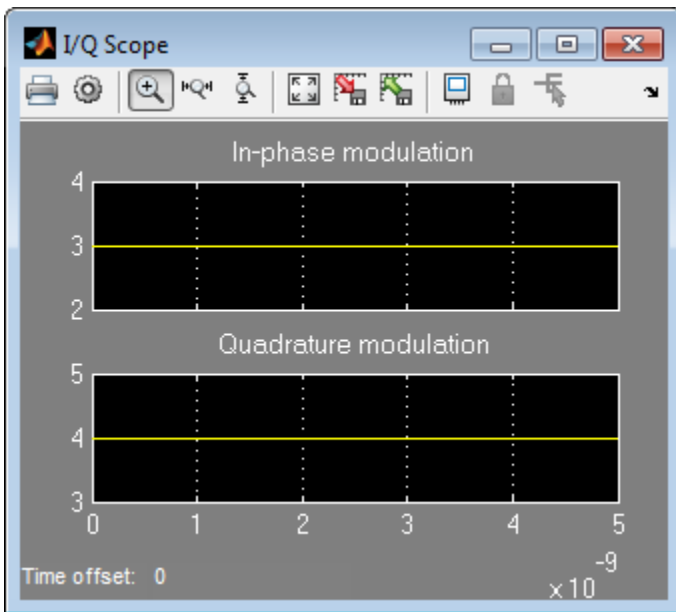 I/Q Scope
In-phase modulation
4
3
2
Quadrature modulation
5
4
3
0 1 2 3 4 5
Time offset: 0
x 10 -9